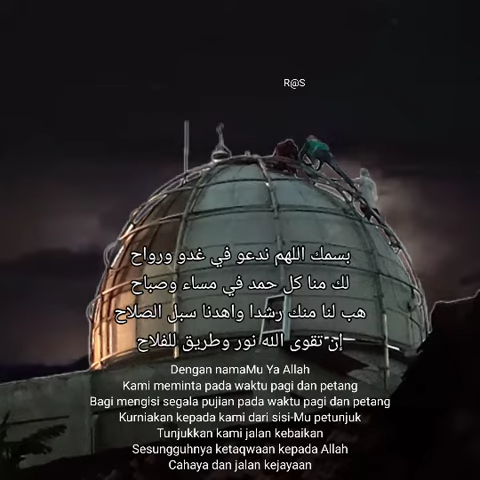 R@S
بسمك اللهم ندعو في غدو ورواح
لك منا كل حمد في مساء وصباح
هب لنا منك رشدا واهدنا سبل الصلاح
إن تقوى الله نور وطريق للفلاح
Dengan namaMu Ya Allah
Kami meminta pada waktu pagi dan petang
Bagi mengisi segala pujian pada waktu pagi dan petang
Kurniakan kepada kami dari sisi-Mu petunjuk
Tunjukkan kami jalan kebaikan
Sesungguhnya ketaqwaan kepada Allah
Cahaya dan jalan kejayaan